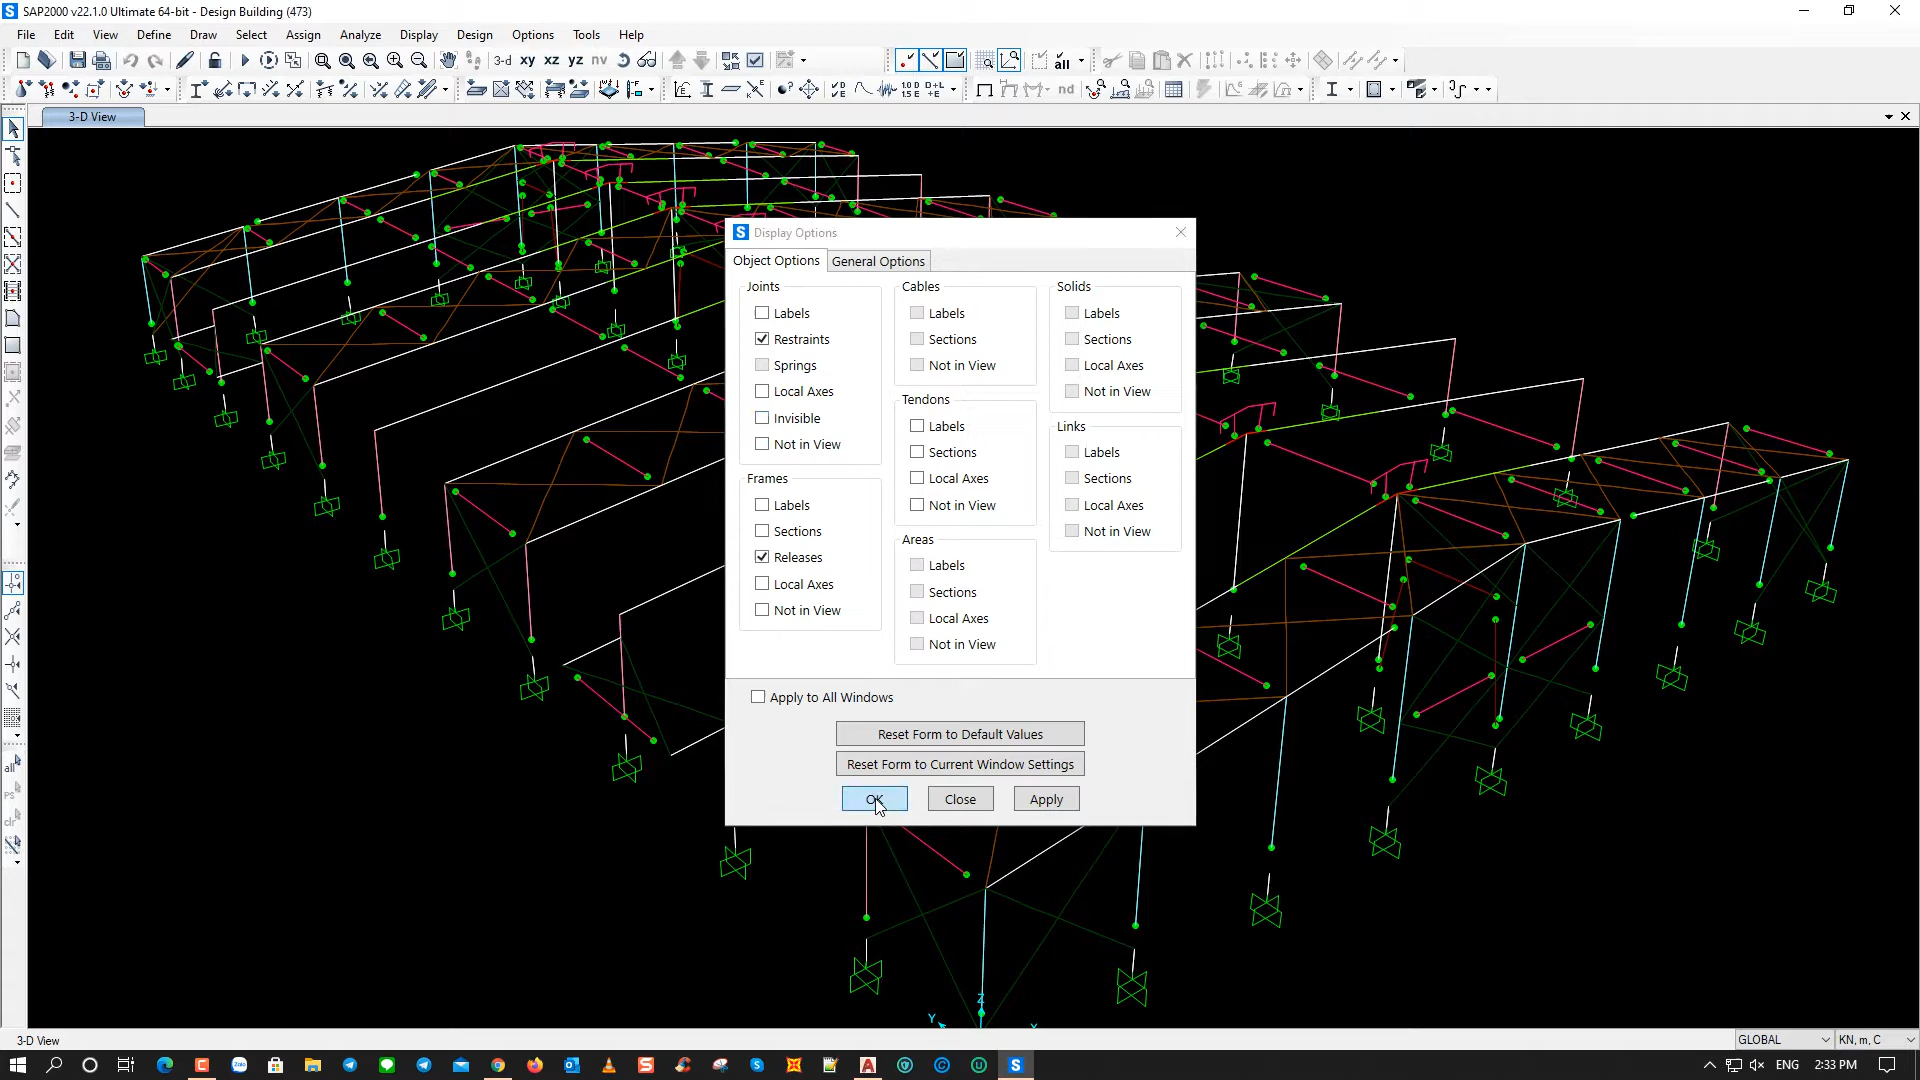 SAP2000 v22.1.0 Ultimate 64-bit - Design Building (473)
File Edit View Define Draw Select Assign Analyze Display Design Options Tools Help
3-d xy xz yz nv all
nd
3-D View
Display Options
Object Options General Options
Joints
Labels
Restraints
Springs
Local Axes
Invisible
Not in View
Frames
Labels
Sections
Releases
Local Axes
Not in View
Cables
Labels
Sections
Not in View
Tendons
Labels
Sections
Local Axes
Not in View
Areas
Labels
Sections
Local Axes
Not in View
Solids
Labels
Sections
Local Axes
Not in View
Links
Labels
Sections
Local Axes
Not in View
Apply to All Windows
Reset Form to Default Values
Reset Form to Current Window Settings
OK Close Apply
all
PS
clr
Z
Y
3-D View
GLOBAL KN, m, C
ENG 2:33 PM